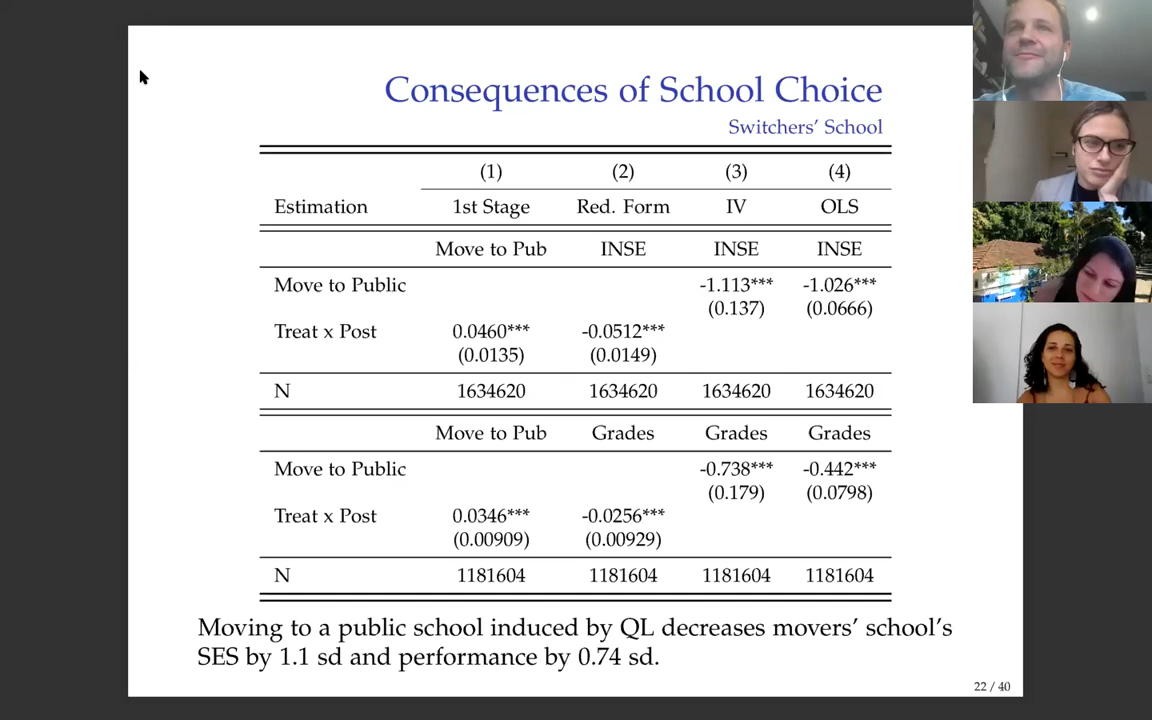 Consequences of School Choice
Switchers' School
(1) (2) (3) (4)
Estimation 1st Stage Red. Form IV OLS
Move to Pub INSE INSE INSE
Move to Public -1.113*** -1.026***
(0.137) (0.0666)
Treat x Post 0.0460*** -0.0512***
(0.0135) (0.0149)
N 1634620 1634620 1634620 1634620
Move to Pub Grades Grades Grades
Move to Public -0.738*** -0.442***
(0.179) (0.0798)
Treat x Post 0.0346*** -0.0256***
(0.00909) (0.00929)
N 1181604 1181604 1181604 1181604
Moving to a public school induced by QL decreases movers' school's
SES by 1.1 sd and performance by 0.74 sd.
22 / 40